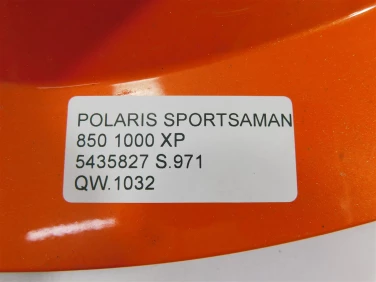 POLARIS SPORTSAMAN
850 1000 XP
5435827 S.971
QW.1032